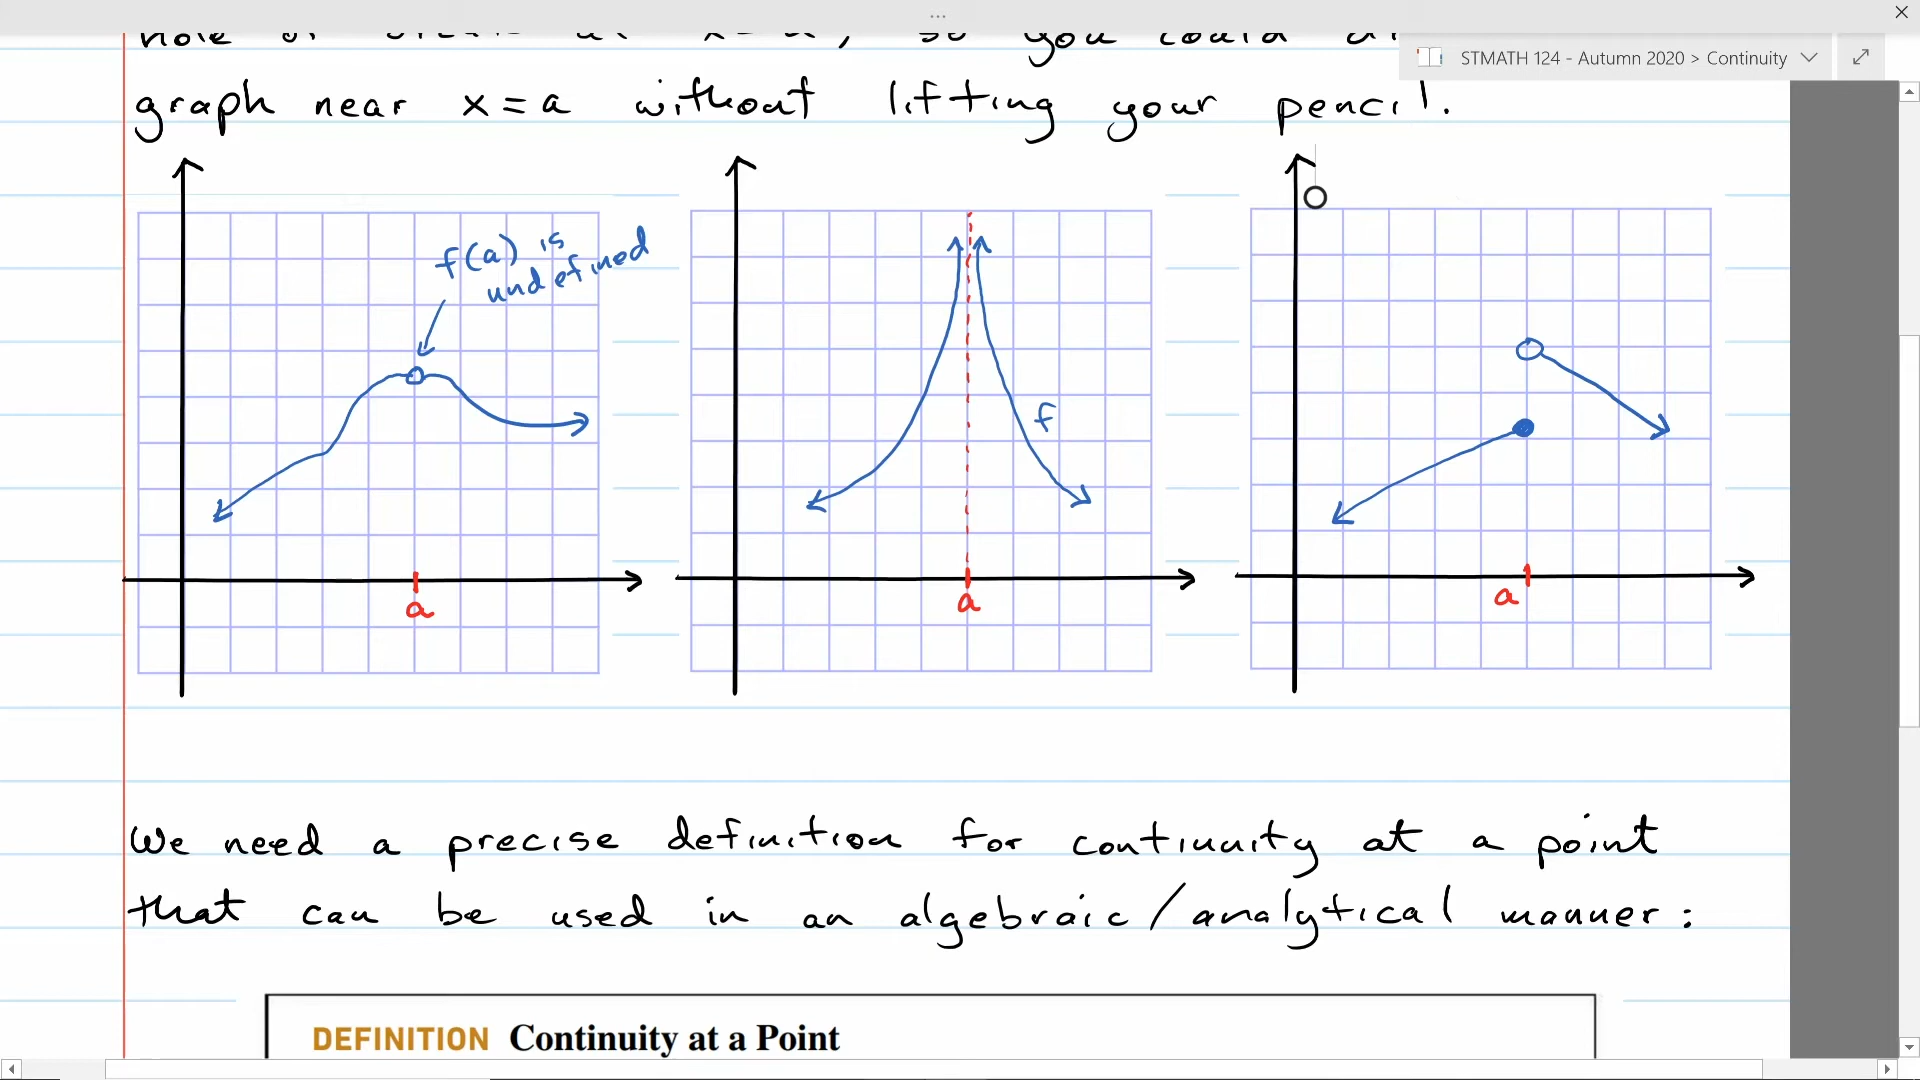 STMATH 124 - Autumn 2020 > Continuity
graph near x = a without lifting your pencil.
f(a) is
undefined
f
a
a
a
We need a precise definition for continuity at a point
that can be used in an algebraic/analytical manner:
DEFINITION Continuity at a Point